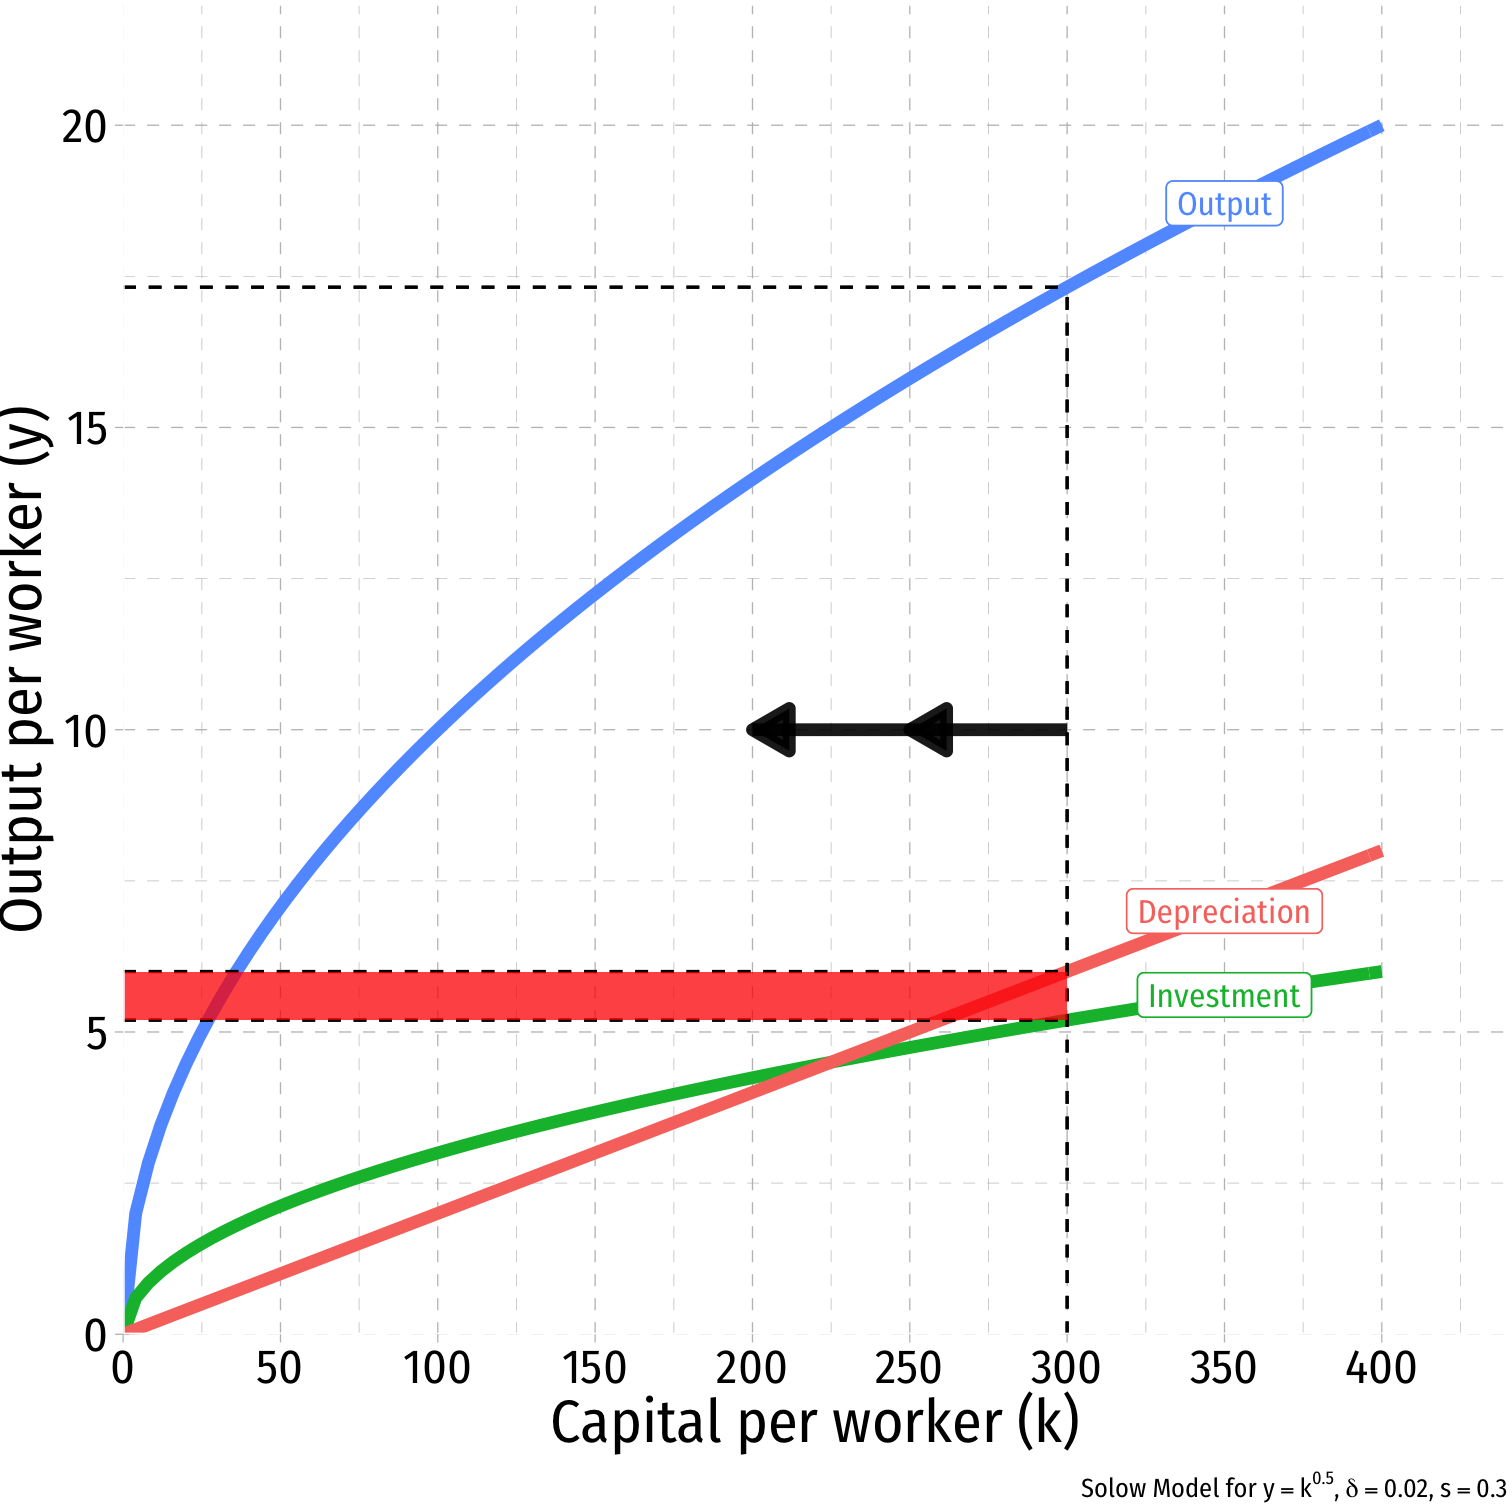 20
15
10
5
0
Output per worker (y)
Output
Depreciation
Investment
0 50 100 150 200 250 300 350 400
Capital per worker (k)
Solow Model for y = k^0.5, δ = 0.02, s = 0.3